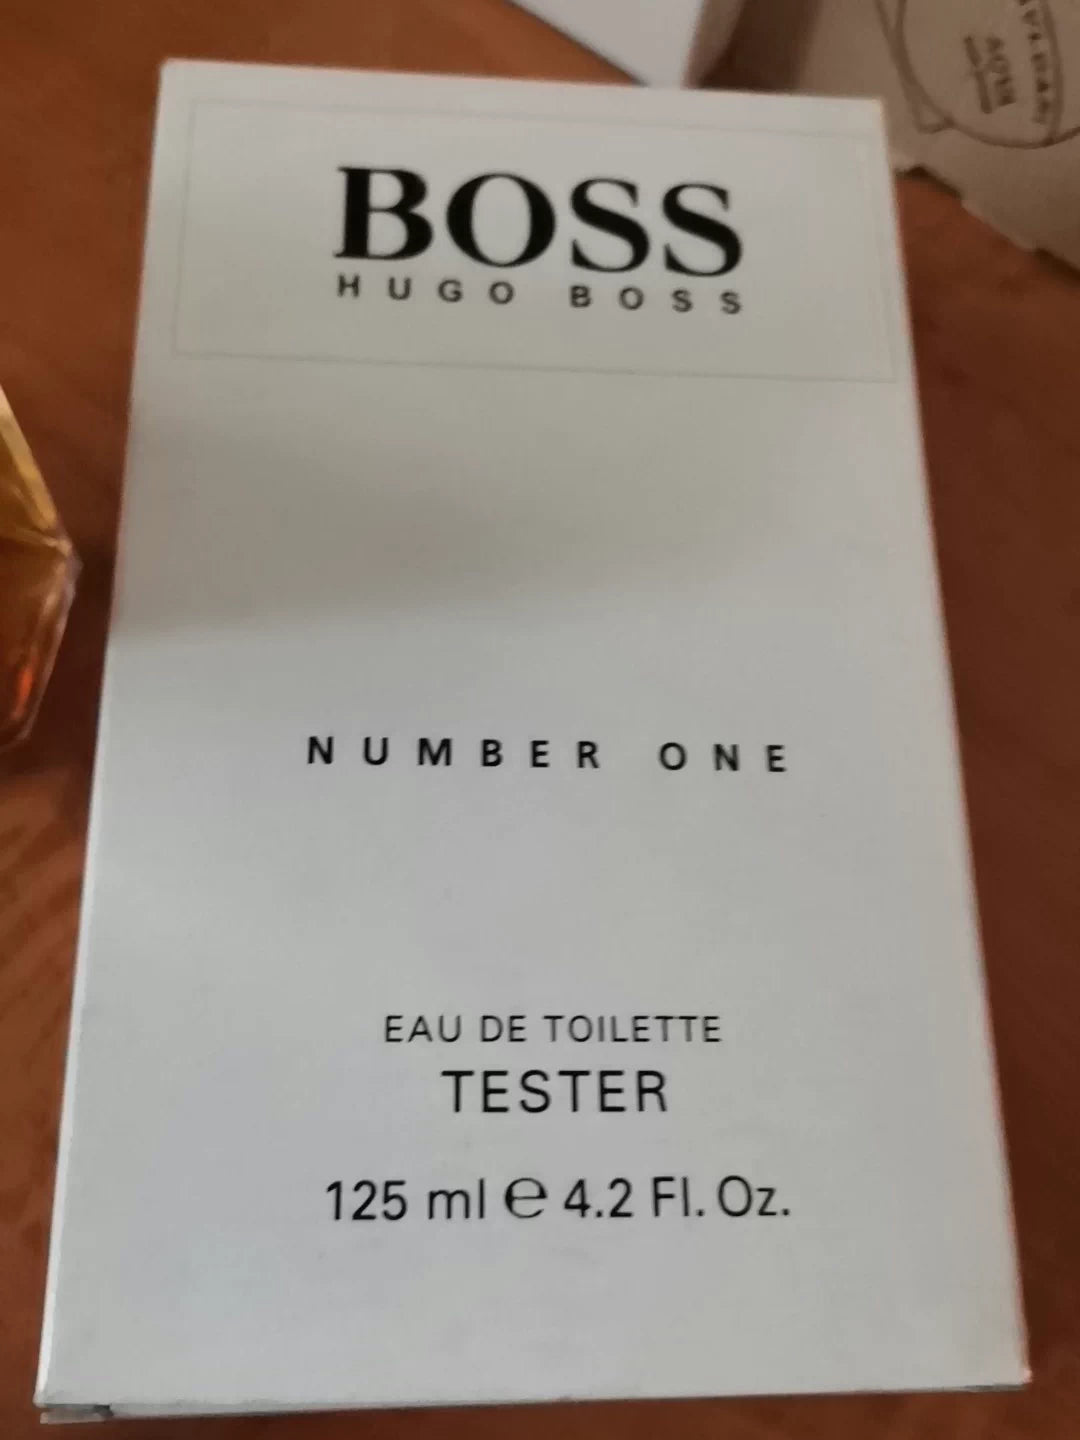 BOSS
HUGO BOSS
NUMBER ONE
EAU DE TOILETTE
TESTER
125 ml ℮ 4.2 Fl. Oz.